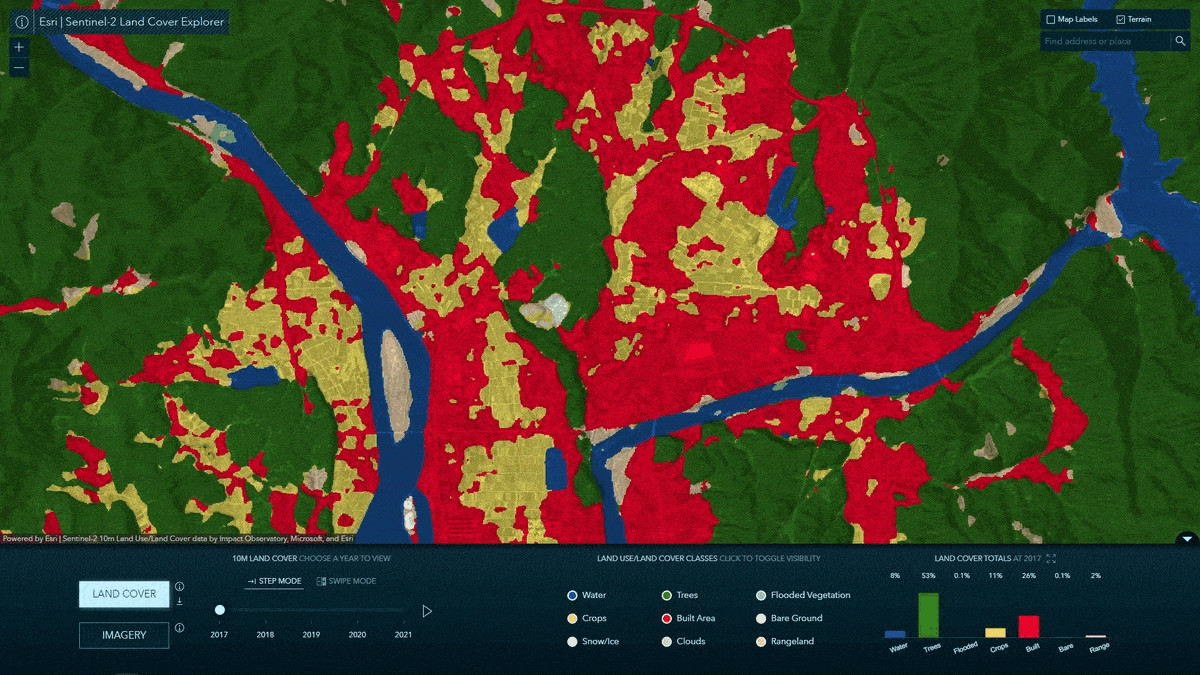 Esri | Sentinel-2 Land Cover Explorer
Map Labels
Terrain
Find address or place
Powered by Esri | Sentinel-2 10m Land Use/Land Cover data by Impact Observatory, Microsoft, and Esri
10M LAND COVER CHOOSE A YEAR TO VIEW
STEP MODE
SWIPE MODE
LAND COVER
IMAGERY
2017 2018 2019 2020 2021
LAND USE/LAND COVER CLASSES CLICK TO TOGGLE VISIBILITY
Water Trees Flooded Vegetation
Crops Built Area Bare Ground
Snow/Ice Clouds Rangeland
LAND COVER TOTALS AT 2017
8% 53% 0.1% 11% 26% 0.1% 2%
Water Trees Flooded Crops Built Bare Range